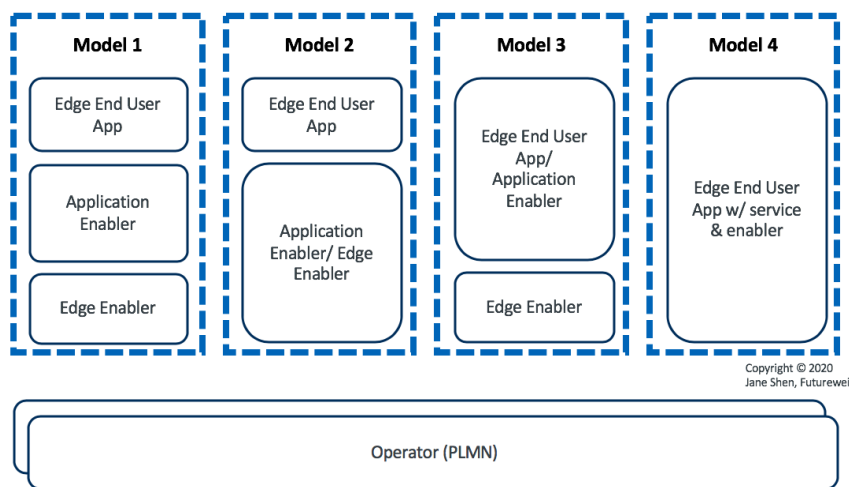 Model 1
Edge End User
App
Application
Enabler
Edge Enabler
Model 2
Edge End User
App
Application
Enabler/ Edge
Enabler
Model 3
Edge End User
App/
Application
Enabler
Edge Enabler
Model 4
Edge End User
App w/ service
& enabler
Copyright © 2020
Jane Shen, Futurewei
Operator (PLMN)